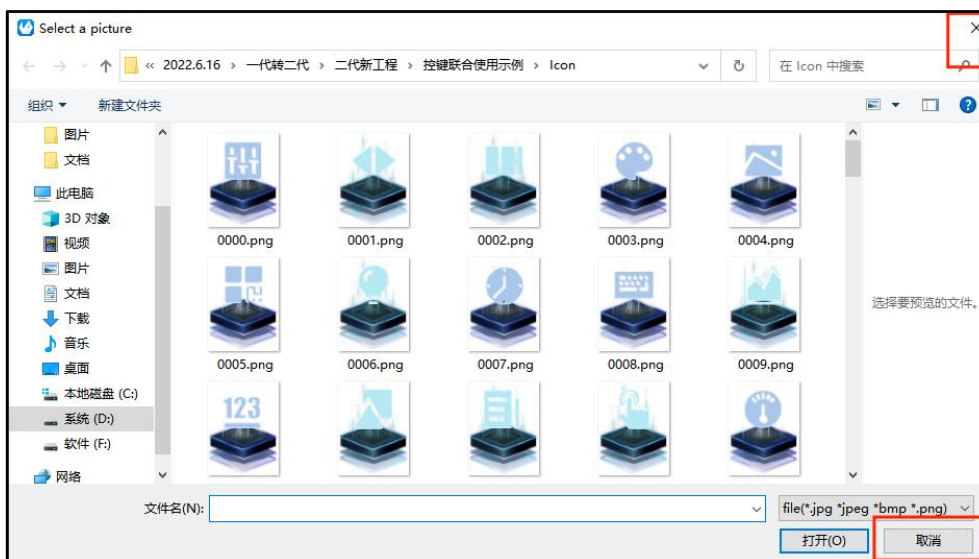 Select a picture
« 2022.6.16 › 一代转二代 › 二代新工程 › 控键联合使用示例 › Icon
在 Icon 中搜索
组织 新建文件夹
图片
文档
此电脑
3D 对象
视频
图片
文档
下载
音乐
桌面
本地磁盘 (C:)
系统 (D:)
软件 (F:)
网络
0000.png 0001.png 0002.png 0003.png 0004.png
0005.png 0006.png 0007.png 0008.png 0009.png
123
选择要预览的文件。
文件名(N): file(*.jpg *jpeg *bmp *.png)
打开(O) 取消